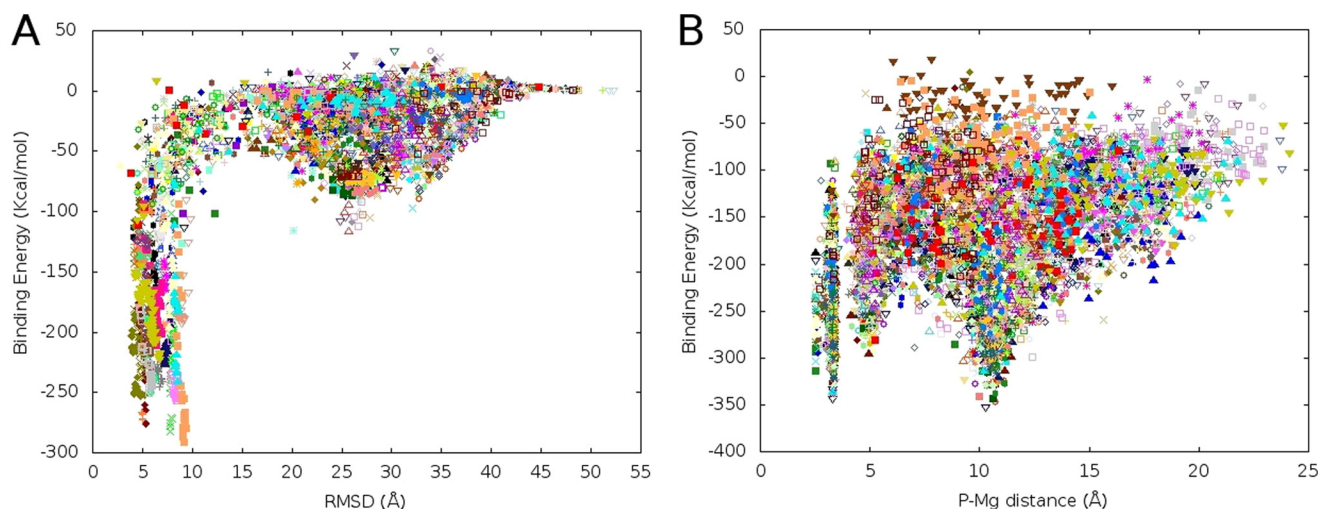 A
50
0
-50
-100
-150
-200
-250
-300
Binding Energy (Kcal/mol)
0 5 10 15 20 25 30 35 40 45 50 55
RMSD (Å)
B
50
0
-50
-100
-150
-200
-250
-300
-350
-400
Binding Energy (Kcal/mol)
0 5 10 15 20 25
P-Mg distance (Å)